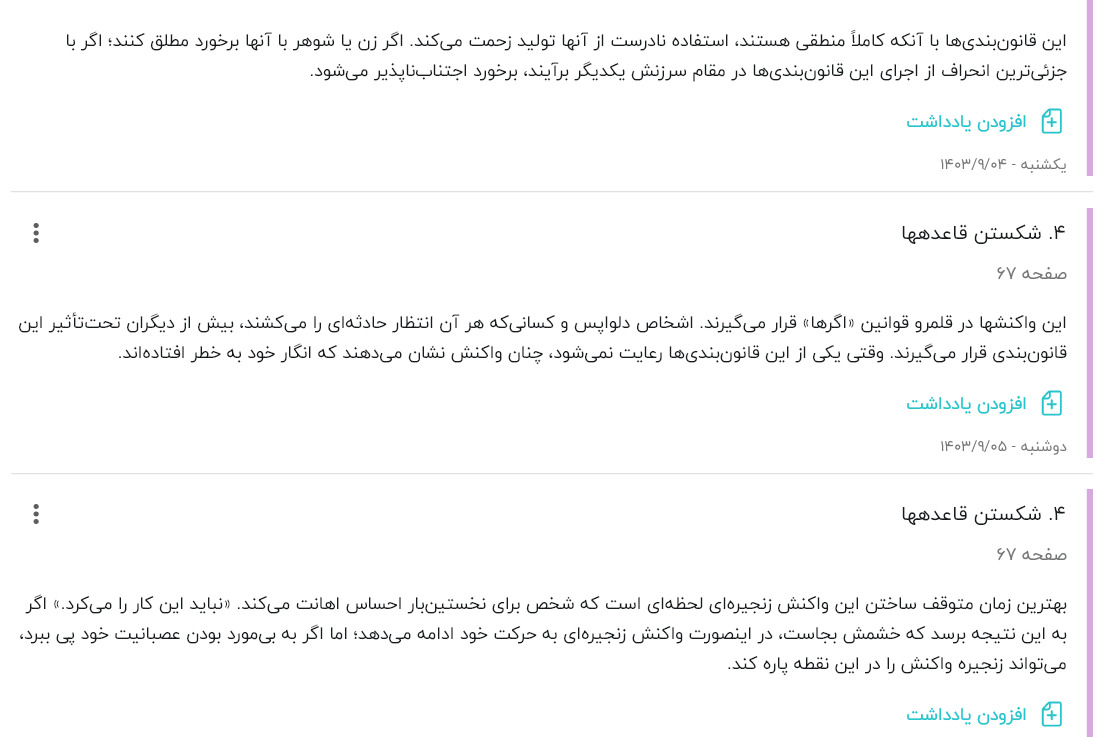 این قانون‌بندی‌ها با آنکه کاملاً منطقی هستند، استفاده نادرست از آنها تولید زحمت می‌کند. اگر زن یا شوهر با آنها برخورد مطلق کنند؛ اگر با
جزئی‌ترین انحراف از اجرای این قانون‌بندی‌ها در مقام سرزنش یکدیگر برآیند، برخورد اجتناب‌ناپذیر می‌شود.
افزودن یادداشت
یکشنبه - ۱۴۰۳/۹/۰۴
۴. شکستن قاعدهها
صفحه ۶۷
این واکنشها در قلمرو قوانین «اگرها» قرار می‌گیرند. اشخاص دلواپس و کسانی‌که هر آن انتظار حادثه‌ای را می‌کشند، بیش از دیگران تحت‌تأثیر این
قانون‌بندی قرار می‌گیرند. وقتی یکی از این قانون‌بندی‌ها رعایت نمی‌شود، چنان واکنش نشان می‌دهند که انگار خود به خطر افتاده‌اند.
افزودن یادداشت
دوشنبه - ۱۴۰۳/۹/۰۵
۴. شکستن قاعدهها
صفحه ۶۷
بهترین زمان متوقف ساختن این واکنش زنجیره‌ای لحظه‌ای است که شخص برای نخستین‌بار احساس اهانت می‌کند. «نباید این کار را می‌کرد.» اگر
به این نتیجه برسد که خشمش بجاست، در اینصورت واکنش زنجیره‌ای به حرکت خود ادامه می‌دهد؛ اما اگر به بی‌مورد بودن عصبانیت خود پی ببرد،
می‌تواند زنجیره واکنش را در این نقطه پاره کند.
افزودن یادداشت